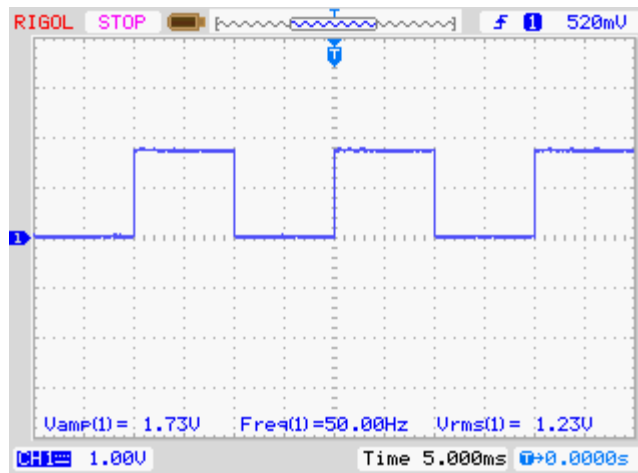 RIGOL STOP T f 1 520mV
T
1
Vamp(1)= 1.73V Freq(1)=50.00Hz Vrms(1)= 1.23V
CH1 1.00V Time 5.000ms T→0.0000s